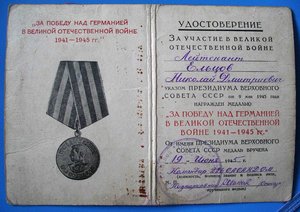 "ЗА ПОБЕДУ НАД ГЕРМАНИЕЙ
В ВЕЛИКОЙ ОТЕЧЕСТВЕННОЙ ВОЙНЕ
1941—1945 гг."
УДОСТОВЕРЕНИЕ
ЗА УЧАСТИЕ В ВЕЛИКОЙ
ОТЕЧЕСТВЕННОЙ ВОЙНЕ
Лейтенант
Ельцов
Николай Дмитриевич
УКАЗОМ ПРЕЗИДИУМА ВЕРХОВНОГО
СОВЕТА СССР от 9 мая 1945 года
НАГРАЖДЕН МЕДАЛЬЮ
"ЗА ПОБЕДУ НАД ГЕРМАНИЕЙ
В ВЕЛИКОЙ ОТЕЧЕСТВЕННОЙ
ВОЙНЕ 1941—1945 гг."
ОТ ИМЕНИ ПРЕЗИДИУМА ВЕРХОВНОГО
СОВЕТА СССР МЕДАЛЬ ВРУЧЕНА
19
Командир